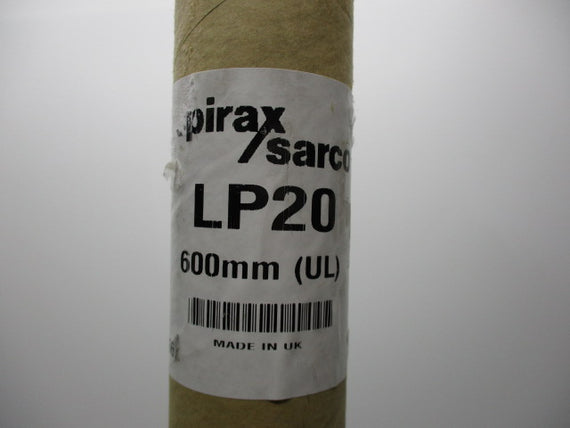 pirax
sarco
LP20
600mm (UL)
MADE IN UK